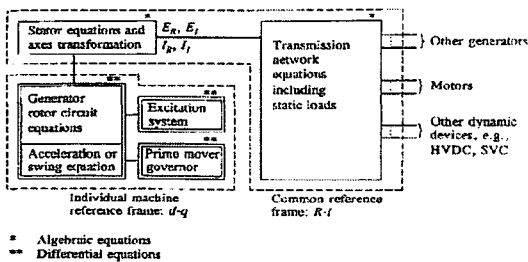 *
Stator equations and
axes transformation
E_R, E_I
I_R, I_I
*
Transmission
network
equations
including
static loads
Other generators
Motors
Other dynamic
devices, e.g.,
HVDC, SVC
**
Generator
rotor circuit
equations
Acceleration or
swing equation
**
Excitation
system
**
Prime mover
governor
Individual machine
reference frame: d-q
Common reference
frame: R-I
* Algebraic equations
** Differential equations